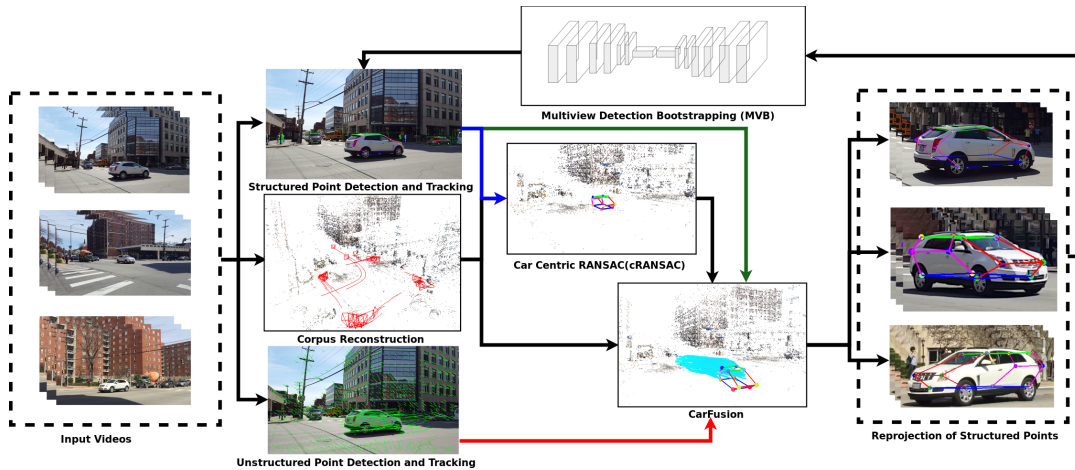 Multiview Detection Bootstrapping (MVB)
Structured Point Detection and Tracking
Car Centric RANSAC(cRANSAC)
Corpus Reconstruction
CarFusion
Input Videos
Reprojection of Structured Points
Unstructured Point Detection and Tracking